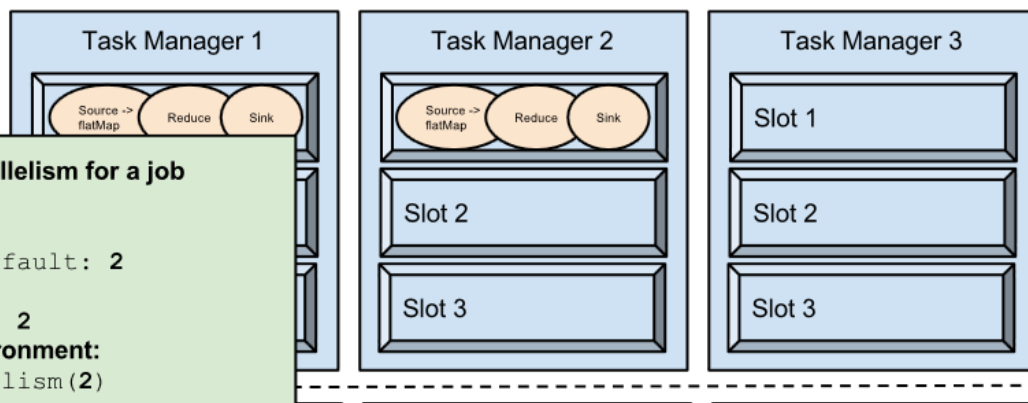 Task Manager 1
Source ->
flatMap
Reduce
Sink
Task Manager 2
Source ->
flatMap
Reduce
Sink
Slot 2
Slot 3
Task Manager 3
Slot 1
Slot 2
Slot 3
llelism for a job
fault: 2
2
ronment:
lism(2)